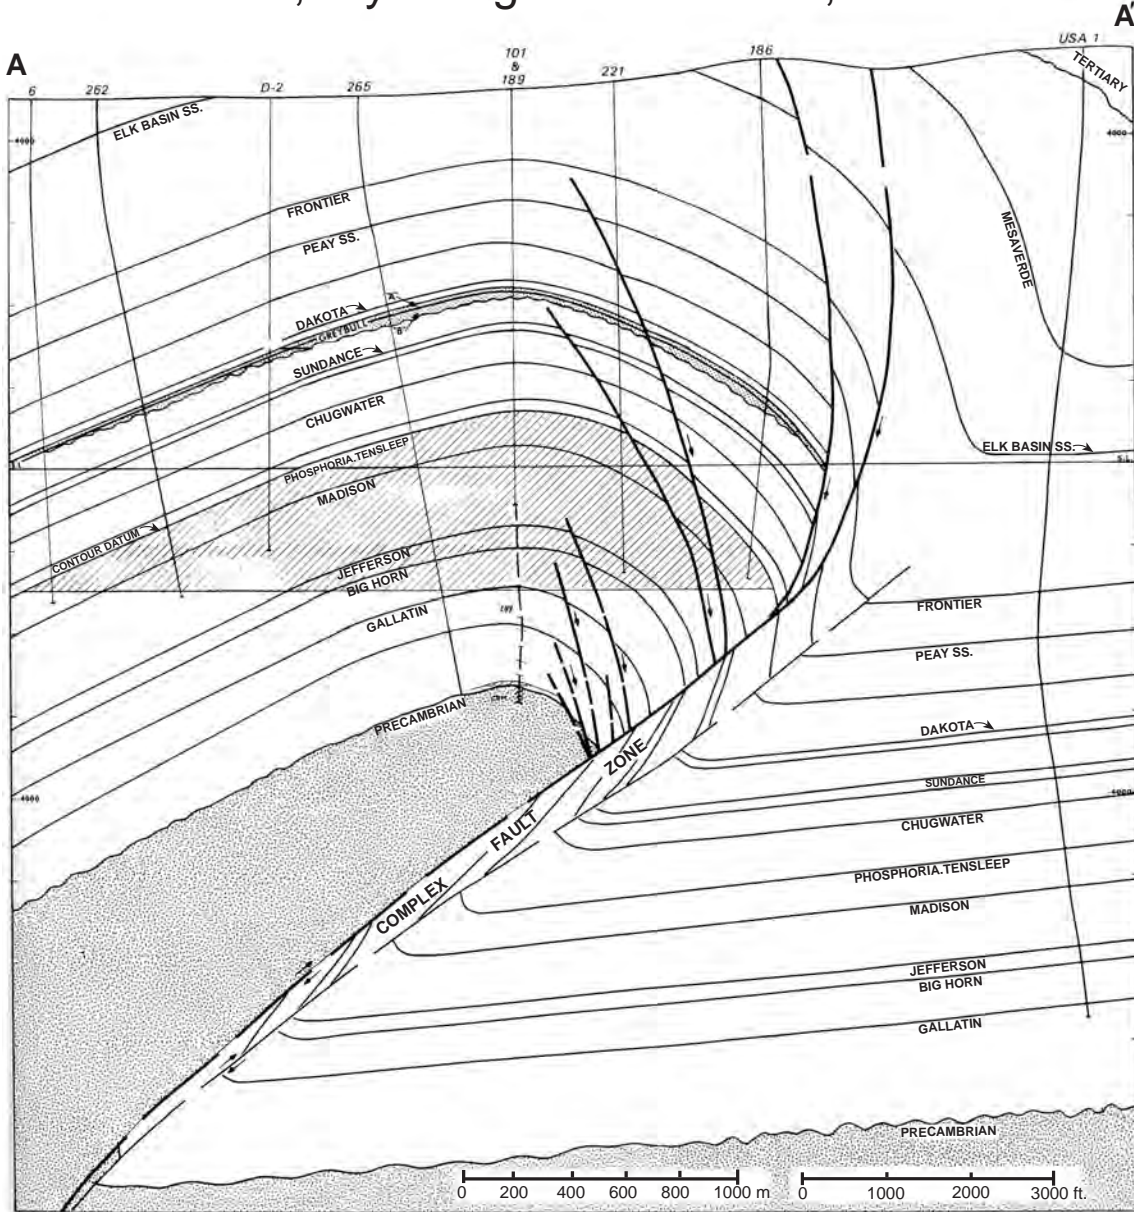 A
A'
6
262
D-2
265
101
&
189
221
186
USA 1
TERTIARY
ELK BASIN SS.
4000
4000
FRONTIER
PEAY SS.
MESAVERDE
DAKOTA
GREYBULL
SUNDANCE
CHUGWATER
PHOSPHORIA.TENSLEEP
MADISON
ELK BASIN SS.
CONTOUR DATUM
JEFFERSON
BIG HORN
GALLATIN
PRECAMBRIAN
FRONTIER
PEAY SS.
DAKOTA
SUNDANCE
CHUGWATER
PHOSPHORIA.TENSLEEP
MADISON
JEFFERSON
BIG HORN
GALLATIN
PRECAMBRIAN
COMPLEX FAULT ZONE
0 200 400 600 800 1000 m
0 1000 2000 3000 ft.